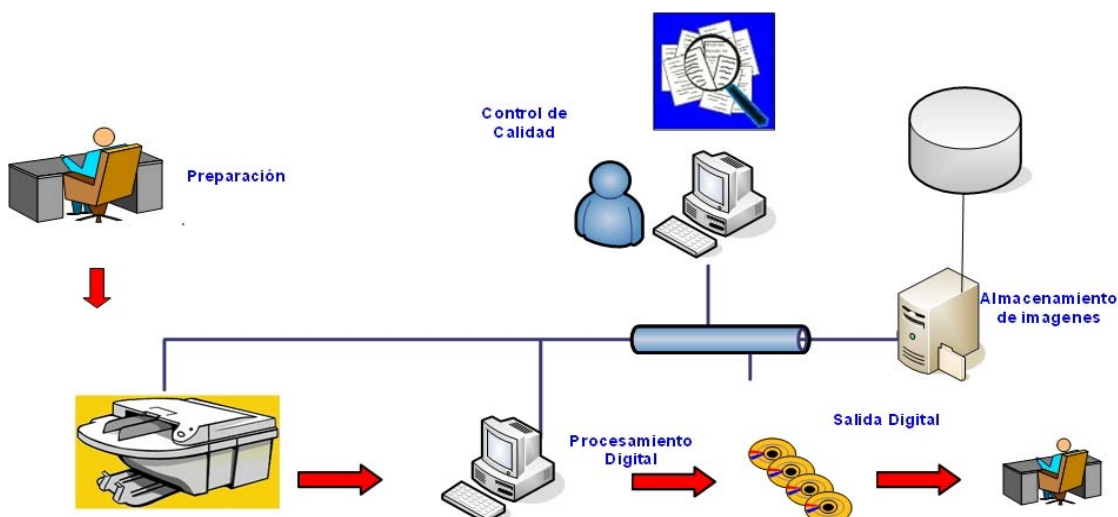 Control de
Calidad
Preparación
Almacenamiento
de imagenes
Procesamiento
Digital
Salida Digital